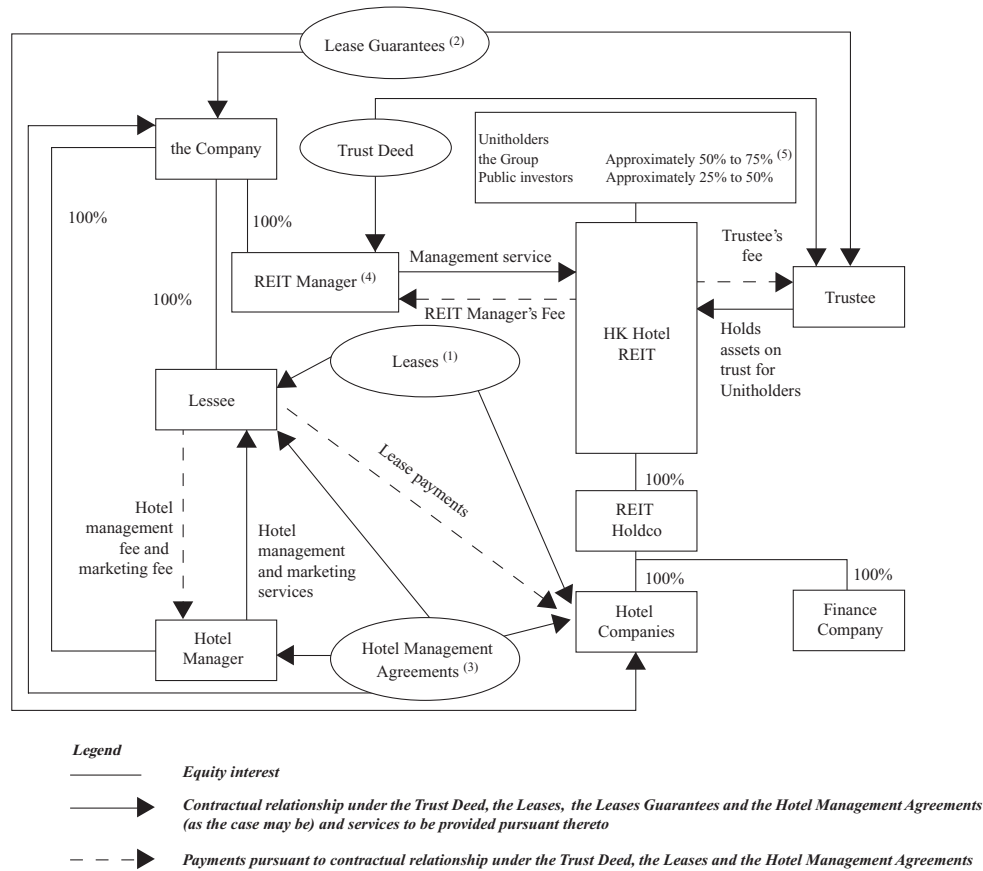 Lease Guarantees (2)
the Company
Trust Deed
Unitholders
the Group Approximately 50% to 75% (5)
Public investors Approximately 25% to 50%
100%
100%
100%
REIT Manager (4)
Management service
REIT Manager's Fee
HK Hotel
REIT
Trustee's
fee
Trustee
Holds
assets on
trust for
Unitholders
Leases (1)
Lessee
Lease payments
100%
REIT
Holdco
Hotel
management
fee and
marketing fee
Hotel
management
and marketing
services
100%
100%
Hotel
Companies
Finance
Company
Hotel
Manager
Hotel Management
Agreements (3)
Legend
Equity interest
Contractual relationship under the Trust Deed, the Leases, the Leases Guarantees and the Hotel Management Agreements
(as the case may be) and services to be provided pursuant thereto
Payments pursuant to contractual relationship under the Trust Deed, the Leases and the Hotel Management Agreements